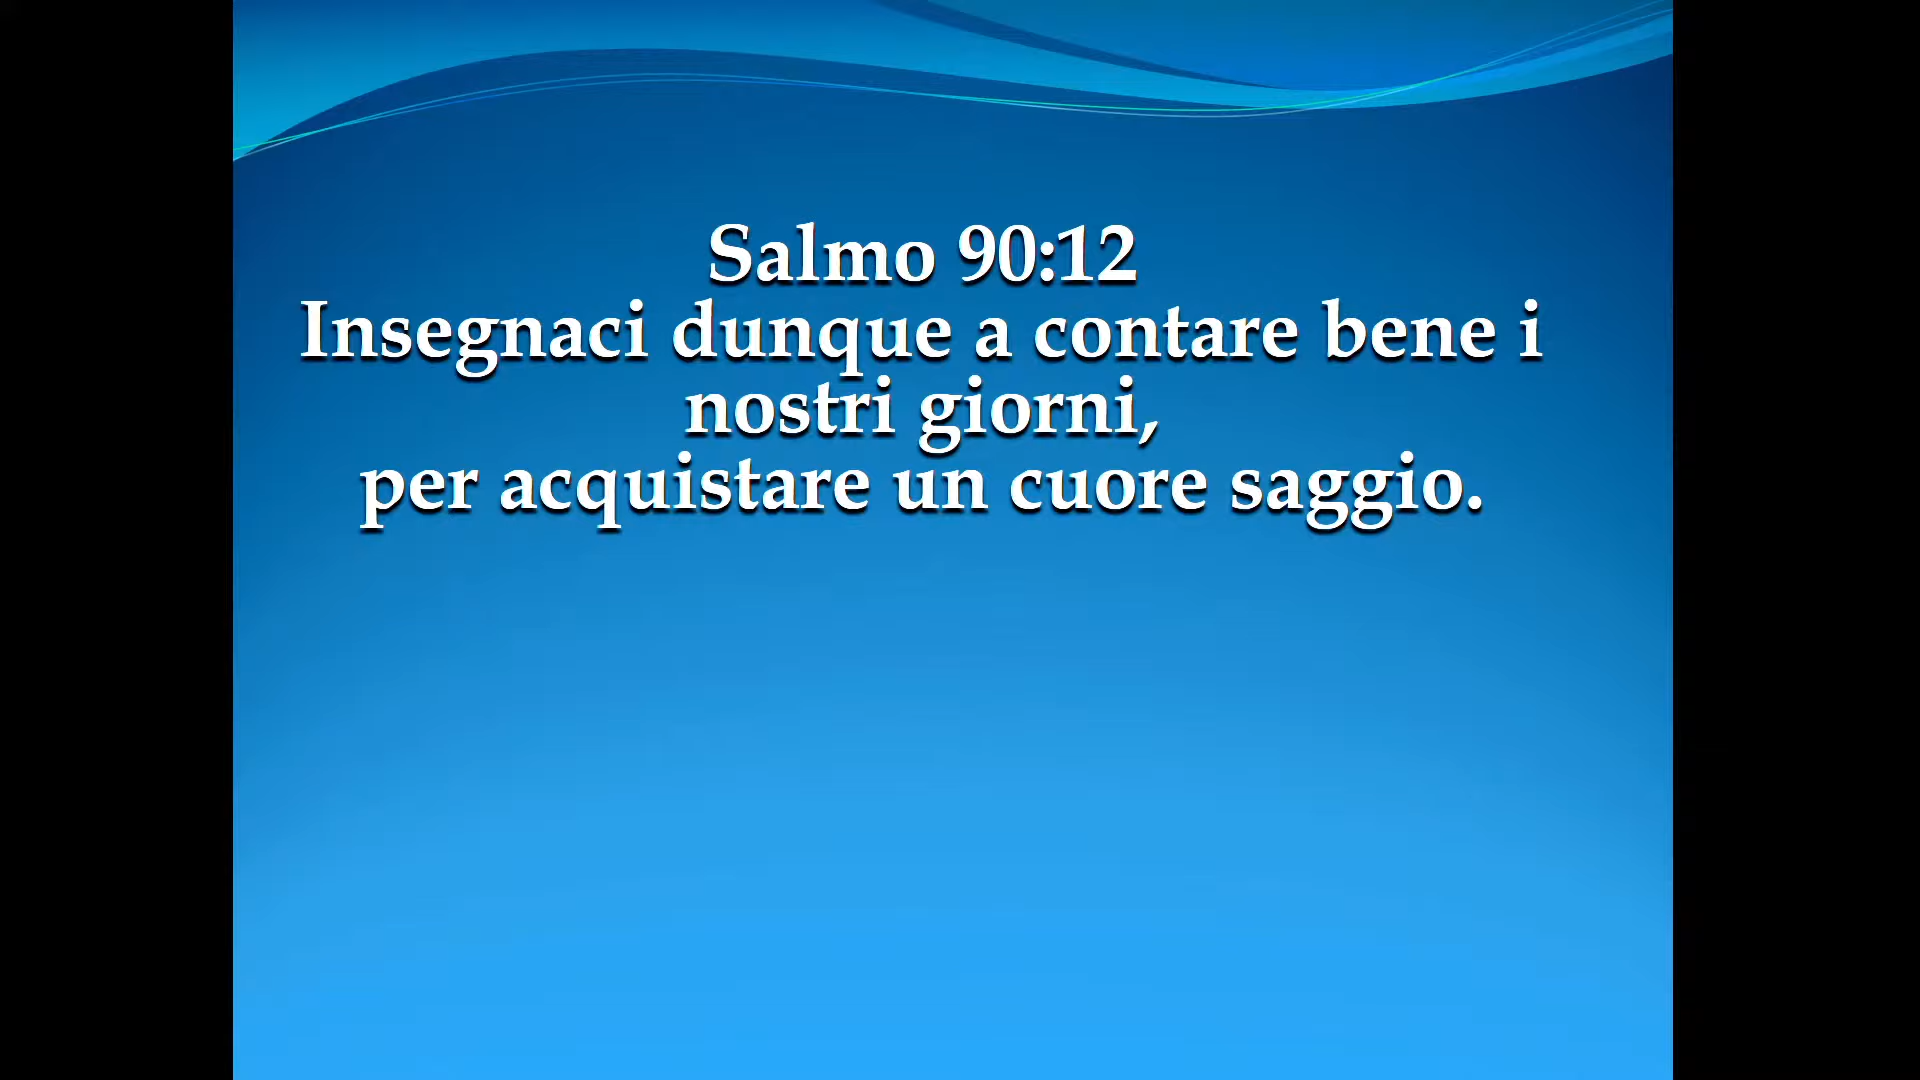 Salmo 90:12
Insegnaci dunque a contare bene i
nostri giorni,
per acquistare un cuore saggio.